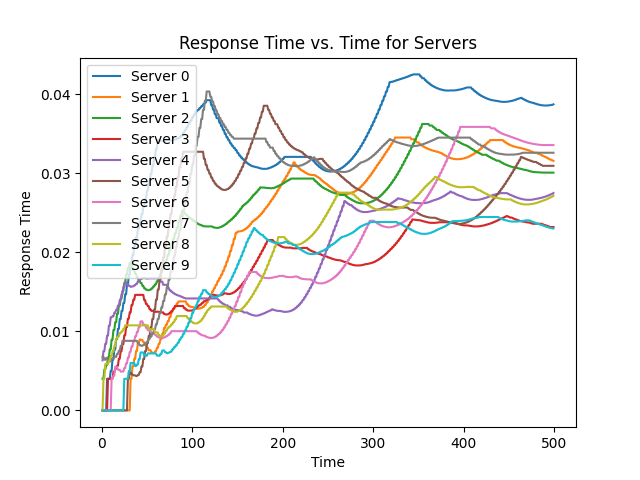 Response Time vs. Time for Servers
Response Time
0.04
0.03
0.02
0.01
0.00
Server 0
Server 1
Server 2
Server 3
Server 4
Server 5
Server 6
Server 7
Server 8
Server 9
0
100
200
300
400
500
Time